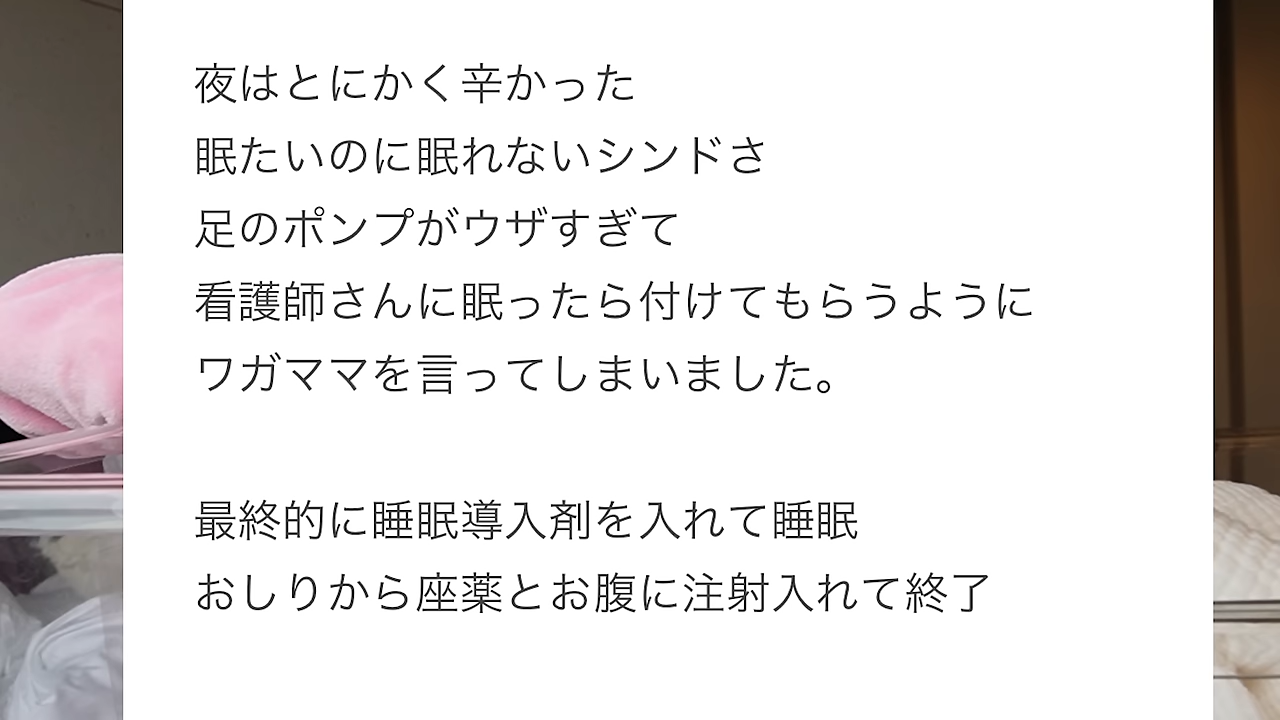 夜はとにかく辛かった
眠たいのに眠れないシンドさ
足のポンプがウザすぎて
看護師さんに眠ったら付けてもらうように
ワガママを言ってしまいました。
最終的に睡眠導入剤を入れて睡眠
おしりから座薬とお腹に注射入れて終了